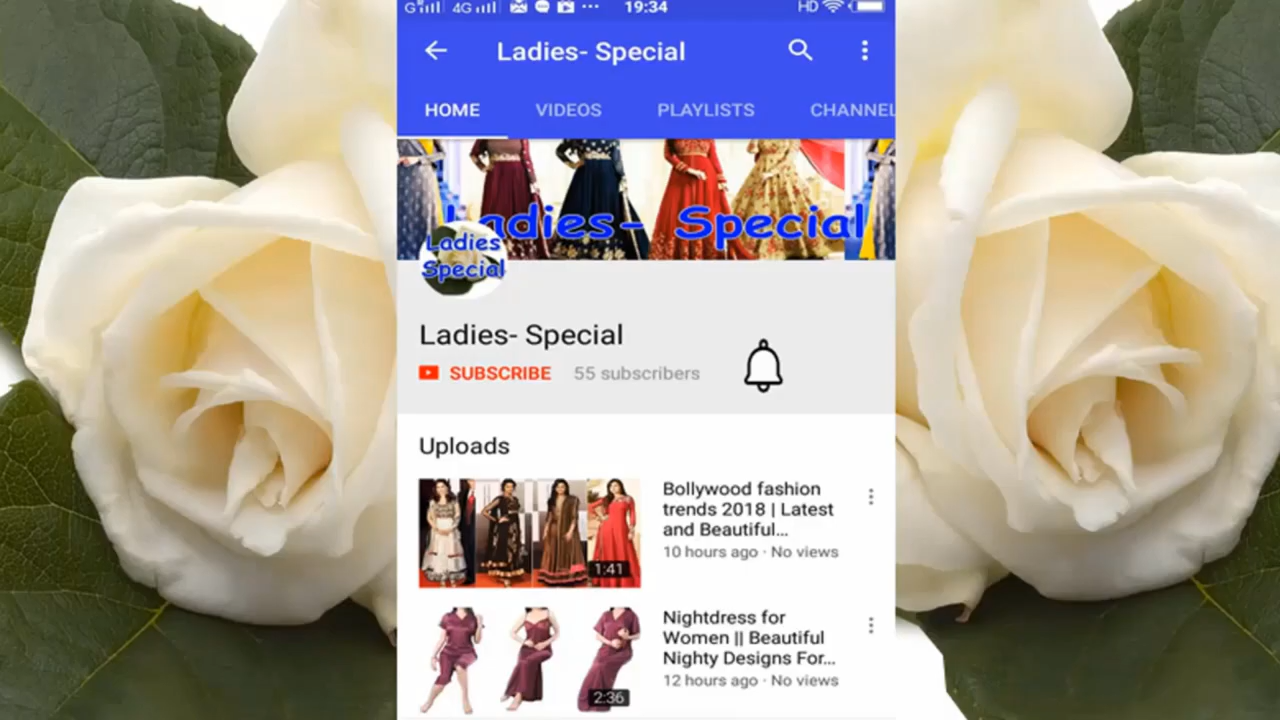 G 4G ... 19:34 HD
Ladies- Special
HOME VIDEOS PLAYLISTS CHANNEL
Ladies- Special
Ladies
Special
Ladies- Special
SUBSCRIBE 55 subscribers
Uploads
Bollywood fashion
trends 2018 | Latest
and Beautiful...
10 hours ago · No views
1:41
Nightdress for
Women || Beautiful
Nighty Designs For...
12 hours ago · No views
2:36